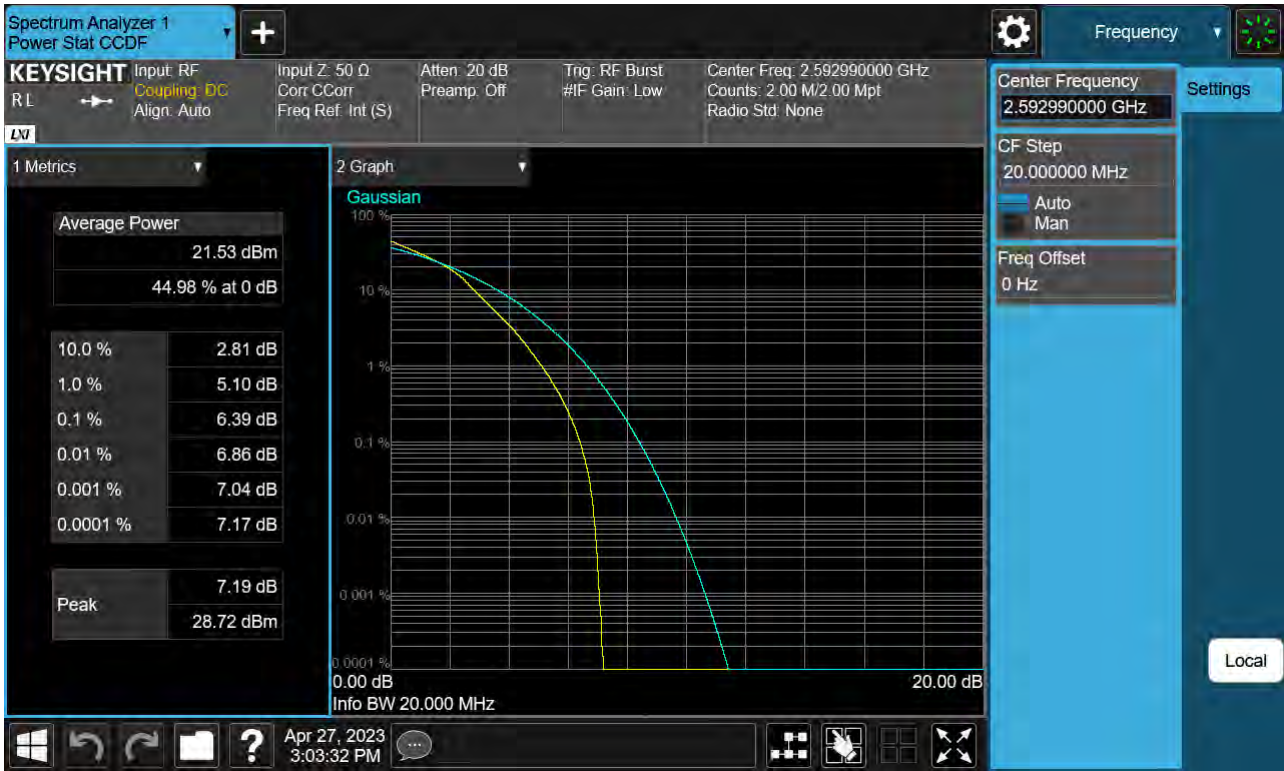 Spectrum Analyzer 1
Power Stat CCDF
+
Frequency
KEYSIGHT
RL
LXI
Input: RF
Coupling: DC
Align: Auto
Input Z: 50 Ω
Corr CCorr
Freq Ref: Int (S)
Atten: 20 dB
Preamp: Off
Trig: RF Burst
#IF Gain: Low
Center Freq: 2.592990000 GHz
Counts: 2.00 M/2.00 Mpt
Radio Std: None
Center Frequency
2.592990000 GHz
Settings
CF Step
20.000000 MHz
Auto
Man
Freq Offset
0 Hz
1 Metrics
Average Power
21.53 dBm
44.98 % at 0 dB
10.0 % 2.81 dB
1.0 % 5.10 dB
0.1 % 6.39 dB
0.01 % 6.86 dB
0.001 % 7.04 dB
0.0001 % 7.17 dB
Peak
7.19 dB
28.72 dBm
2 Graph
Gaussian
100 %
10 %
1 %
0.1 %
0.01 %
0.001 %
0.0001 %
0.00 dB 20.00 dB
Info BW 20.000 MHz
Local
?
Apr 27, 2023
3:03:32 PM